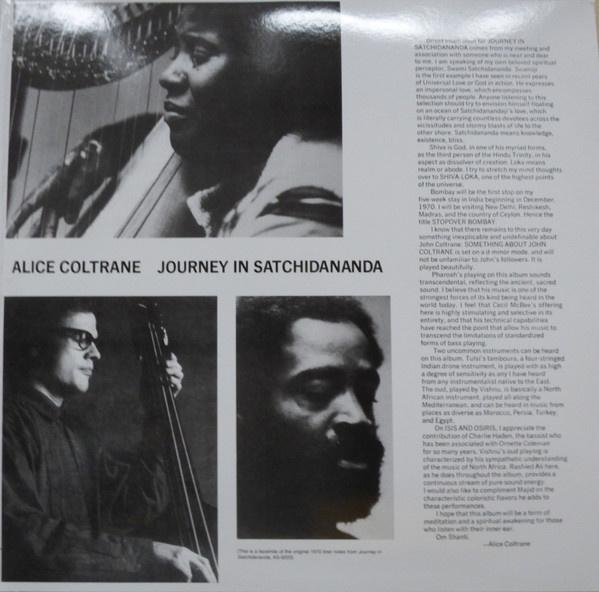 ALICE COLTRANE JOURNEY IN SATCHIDANANDA
for JOURNEY IN
SATCHIDANANDA comes from my meeting and
association with someone who is near and dear
to me. I am speaking of my own beloved spiritual
perceptor, Swami Satchidananda. Swamiji
is the first example I have seen in recent years
of Universal Love or God in action. He expresses
an impersonal love, which encompasses
thousands of people. Anyone listening to this
selection should try to envision himself floating
on an ocean of Satchidanandaji's love, which
is literally carrying countless devotees across the
vicissitudes and stormy blasts of life to the
other shore. Satchidananda means knowledge,
existence, bliss.
Shiva is God, in one of his myriad forms,
as the third person of the Hindu Trinity, in his
aspect as dissolver of creation. Loka means
realm or abode. I try to stretch my mind thoughts
over to SHIVA-LOKA, one of the highest points
of the universe.
Bombay will be the first stop on my
five-week stay in India beginning in December,
1970. I will be visiting New Delhi, Reshikesh,
Madras, and the country of Ceylon. Hence the
title STOPOVER BOMBAY.
I know that there remains to this very day
something inexplicable and undefinable about
John Coltrane. SOMETHING ABOUT JOHN
COLTRANE is set on a d minor mode, and will
not be unfamiliar to John's followers. It is
played beautifully.
Pharoah's playing on this album sounds
transcendental, reflecting the ancient, sacred
sound. I believe that his music is one of the
strongest forces of its kind being heard in the
world today. I feel that Cecil McBee's offering
here is highly stimulating and selective in its
entirety, and that his technical capabilities
have reached the point that allow his music to
transcend the limitations of standardized
forms of bass playing.
Two uncommon instruments can be heard
on this album. Tulsi's tamboura, a four-stringed
Indian drone instrument, is played with as high
a degree of sensitivity as any I have heard
from any instrumentalist native to the East.
The oud, played by Vishnu, is basically a North
African instrument, played all along the
Mediterranean, and can be heard in music from
places as diverse as Morocco, Persia, Turkey,
and Egypt.
On ISIS AND OSIRIS, I appreciate the
contribution of Charlie Haden, the bassist who
has been associated with Ornette Coleman
for so many years. Vishnu's oud playing is
characterized by his sympathetic understanding
of the music of North Africa. Rashied Ali here,
as he does throughout the album, provides a
continuous stream of pure sound energy.
I would also like to compliment Majid on the
characteristic coloristic flavors he adds to
these performances.
I hope that this album will be a form of
meditation and a spiritual awakening for those
who listen with their inner ear.
Om Shanti.
—Alice Coltrane
(This is a facsimile of the original 1970 liner notes from Journey in
Satchidananda, AS-9203).